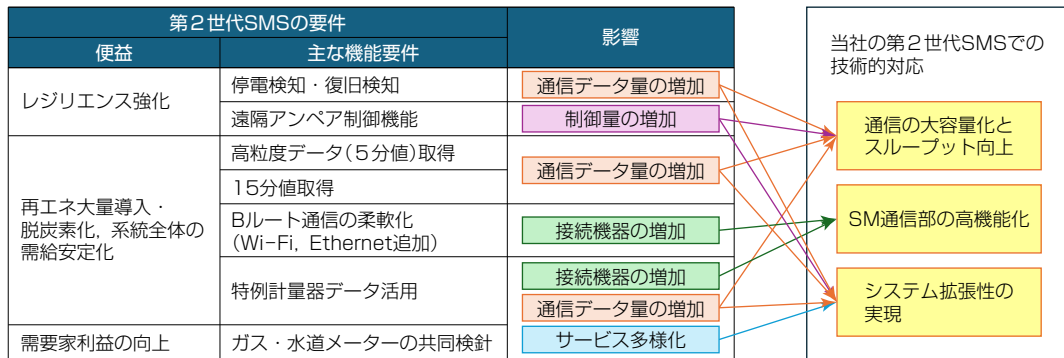 第2世代SMSの要件
便益
主な機能要件
影響
レジリエンス強化
停電検知・復旧検知
通信データ量の増加
遠隔アンペア制御機能
制御量の増加
再エネ大量導入・
脱炭素化，系統全体の
需給安定化
高粒度データ(5分値)取得
15分値取得
通信データ量の増加
Bルート通信の柔軟化
(Wi-Fi，Ethernet追加)
接続機器の増加
特例計量器データ活用
接続機器の増加
通信データ量の増加
需要家利益の向上
ガス・水道メーターの共同検針
サービス多様化
当社の第2世代SMSでの
技術的対応
通信の大容量化と
スループット向上
SM通信部の高機能化
システム拡張性の
実現